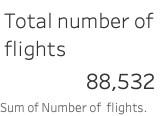 Total number of
flights
88,532
Sum of Number of flights.